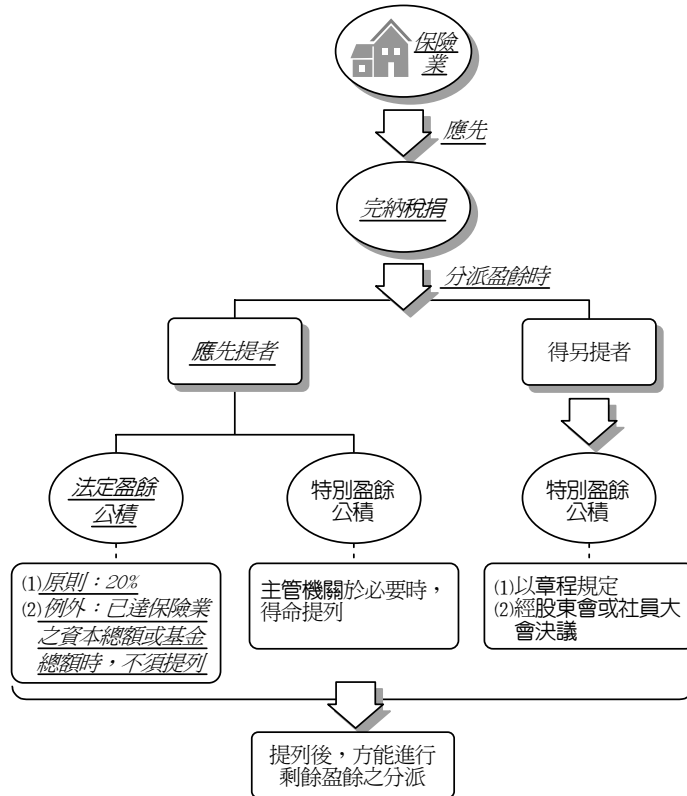 保險
業
應先
完納稅捐
分派盈餘時
應先提者
得另提者
法定盈餘
公積
特別盈餘
公積
特別盈餘
公積
⑴原則：20%
⑵例外：已達保險業
之資本總額或基金
總額時，不須提列
主管機關於必要時，
得命提列
⑴以章程規定
⑵經股東會或社員大
會決議
提列後，方能進行
剩餘盈餘之分派